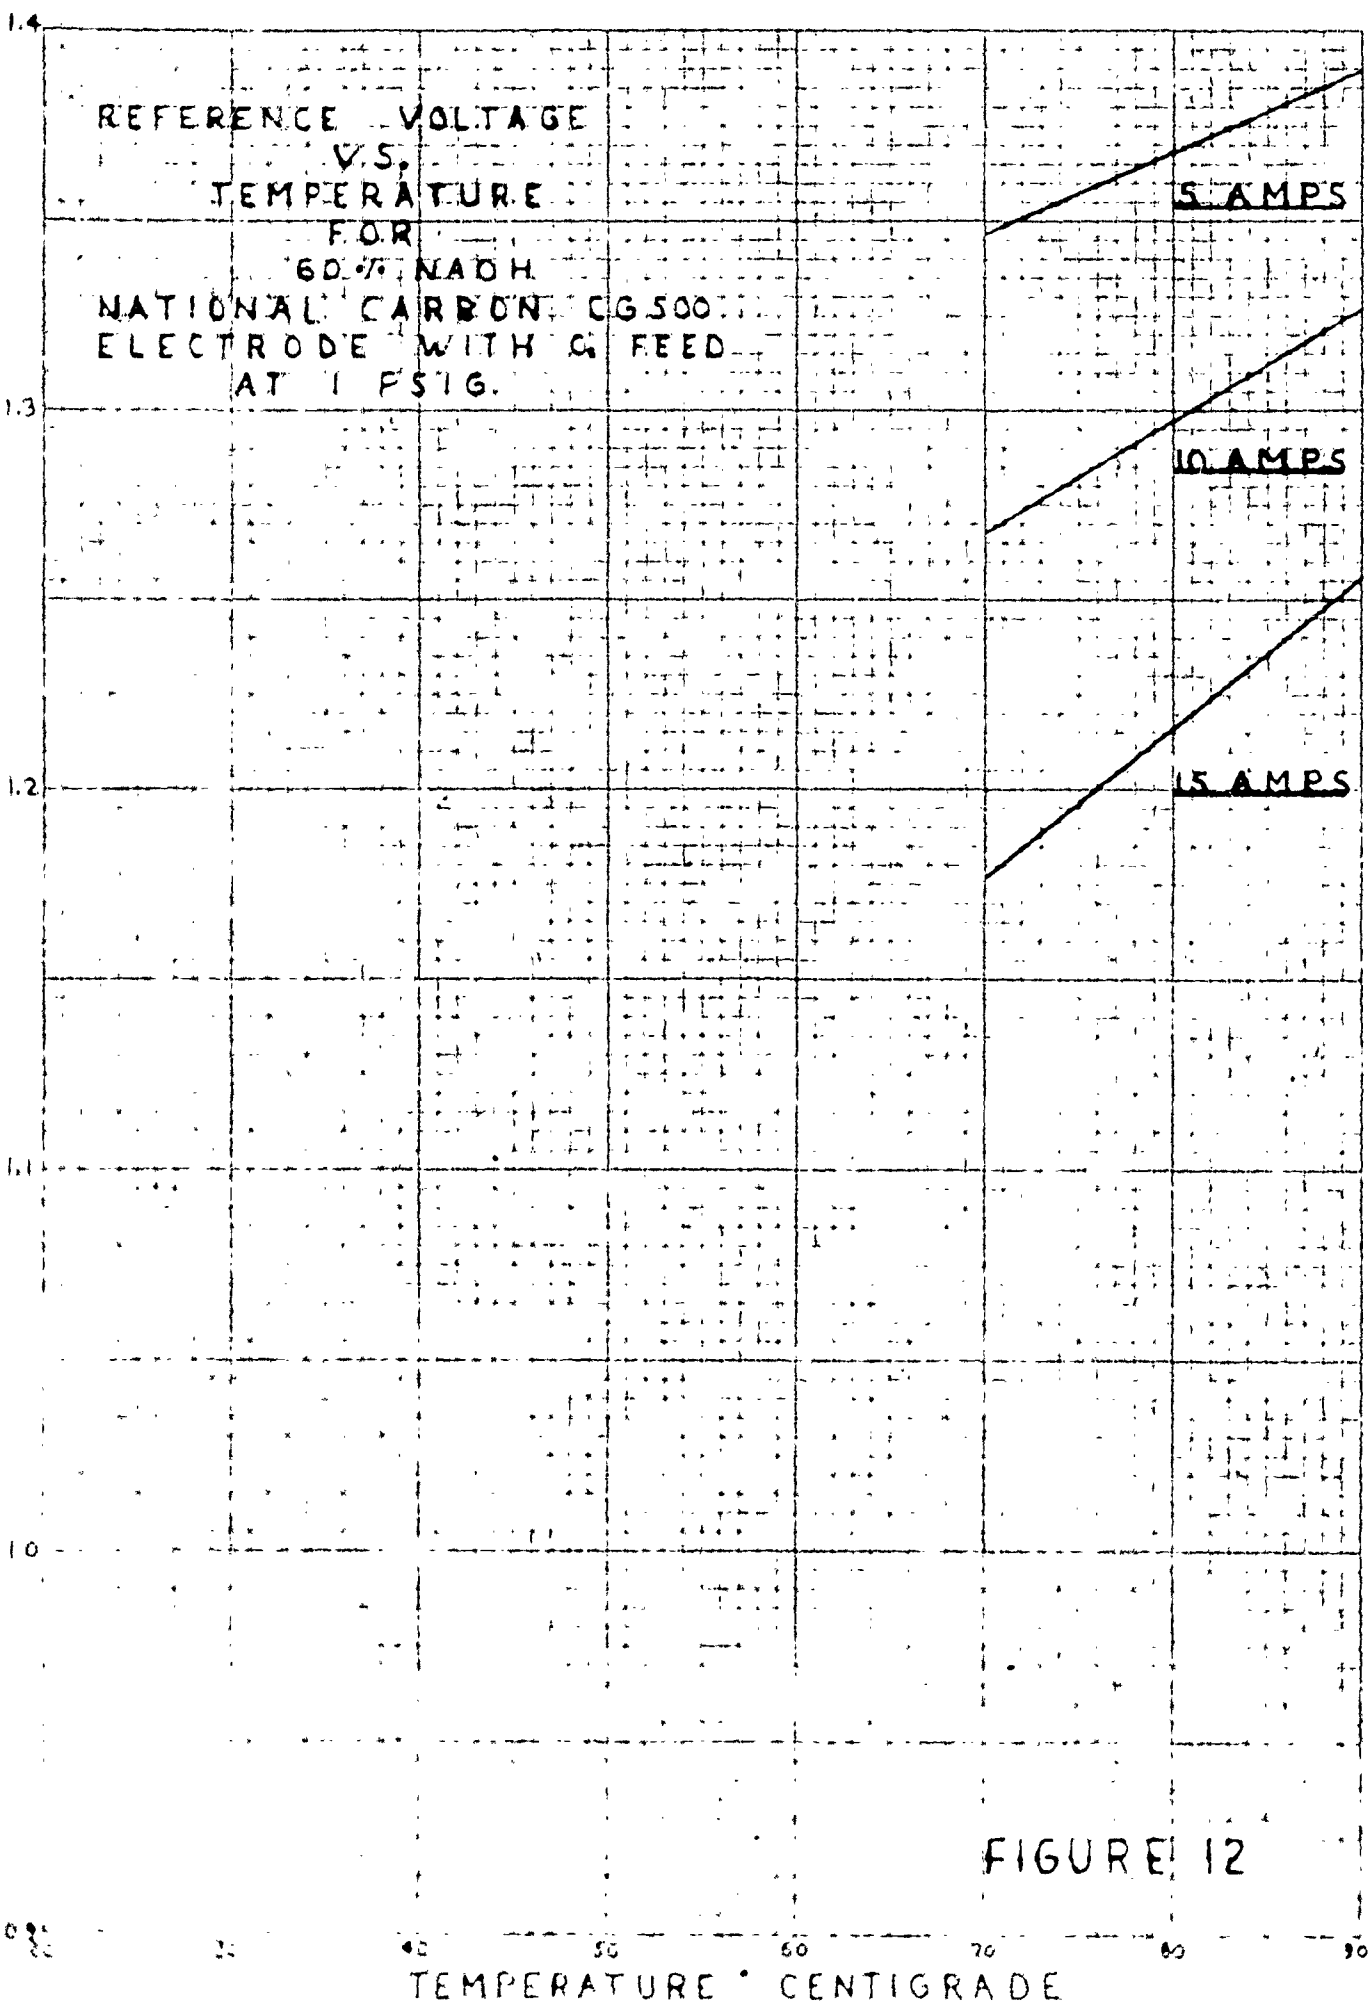 1.4
REFERENCE VOLTAGE
V.S.
TEMPERATURE
FOR
60 % NAOH
NATIONAL CARBON CG500
ELECTRODE WITH FEED
AT 1 PSIG.
5 AMPS
1.3
10 AMPS
1.2
15 AMPS
1.1
1.0
FIGURE 12
40 50 60 70 80 90
TEMPERATURE ° CENTIGRADE